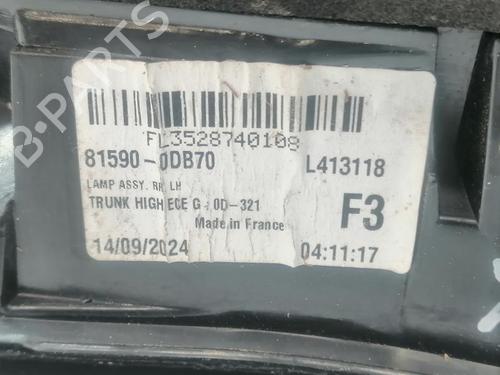 B-PARTS
FL3528740108
81590-0DB70 L413118
LAMP ASSY. RR, LH
TRUNK HIGH ECE G : 0D-321 F3
Made in France
14/09/2024 04:11:17